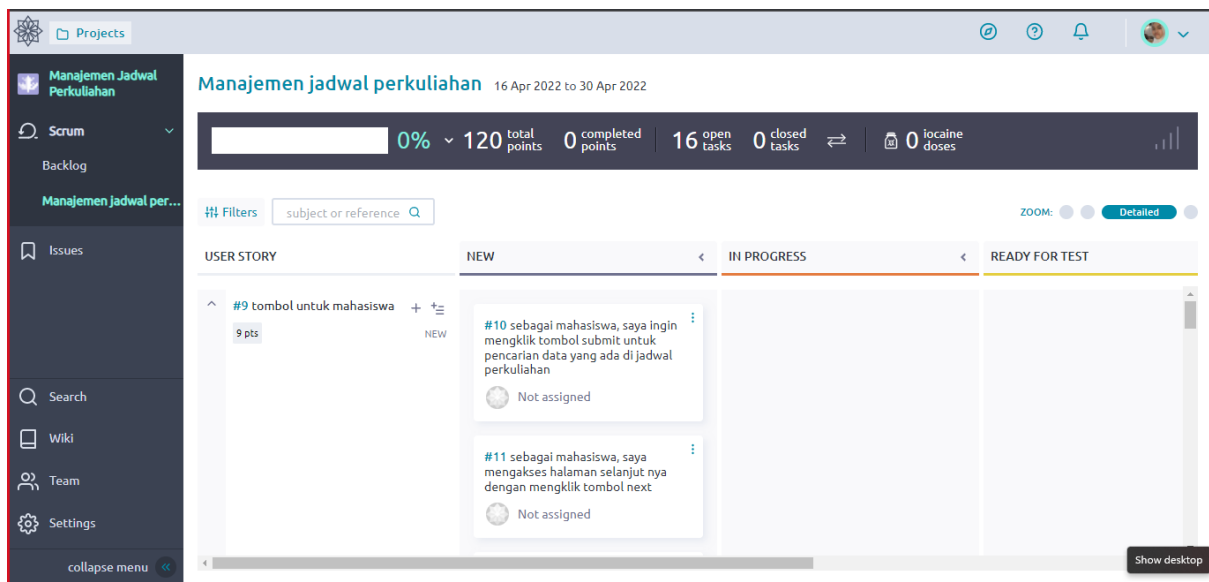 Projects
Manajemen Jadwal
Perkuliahan
Scrum
Backlog
Manajemen jadwal per...
Issues
Search
Wiki
Team
Settings
collapse menu
Manajemen jadwal perkuliahan 16 Apr 2022 to 30 Apr 2022
0% 120 total points 0 completed points 16 open tasks 0 closed tasks 0 iocaine doses
Filters subject or reference ZOOM: Detailed
USER STORY NEW IN PROGRESS READY FOR TEST
#9 tombol untuk mahasiswa
9 pts NEW
#10 sebagai mahasiswa, saya ingin
mengklik tombol submit untuk
pencarian data yang ada di jadwal
perkuliahan
Not assigned
#11 sebagai mahasiswa, saya
mengakses halaman selanjut nya
dengan mengklik tombol next
Not assigned
Show desktop